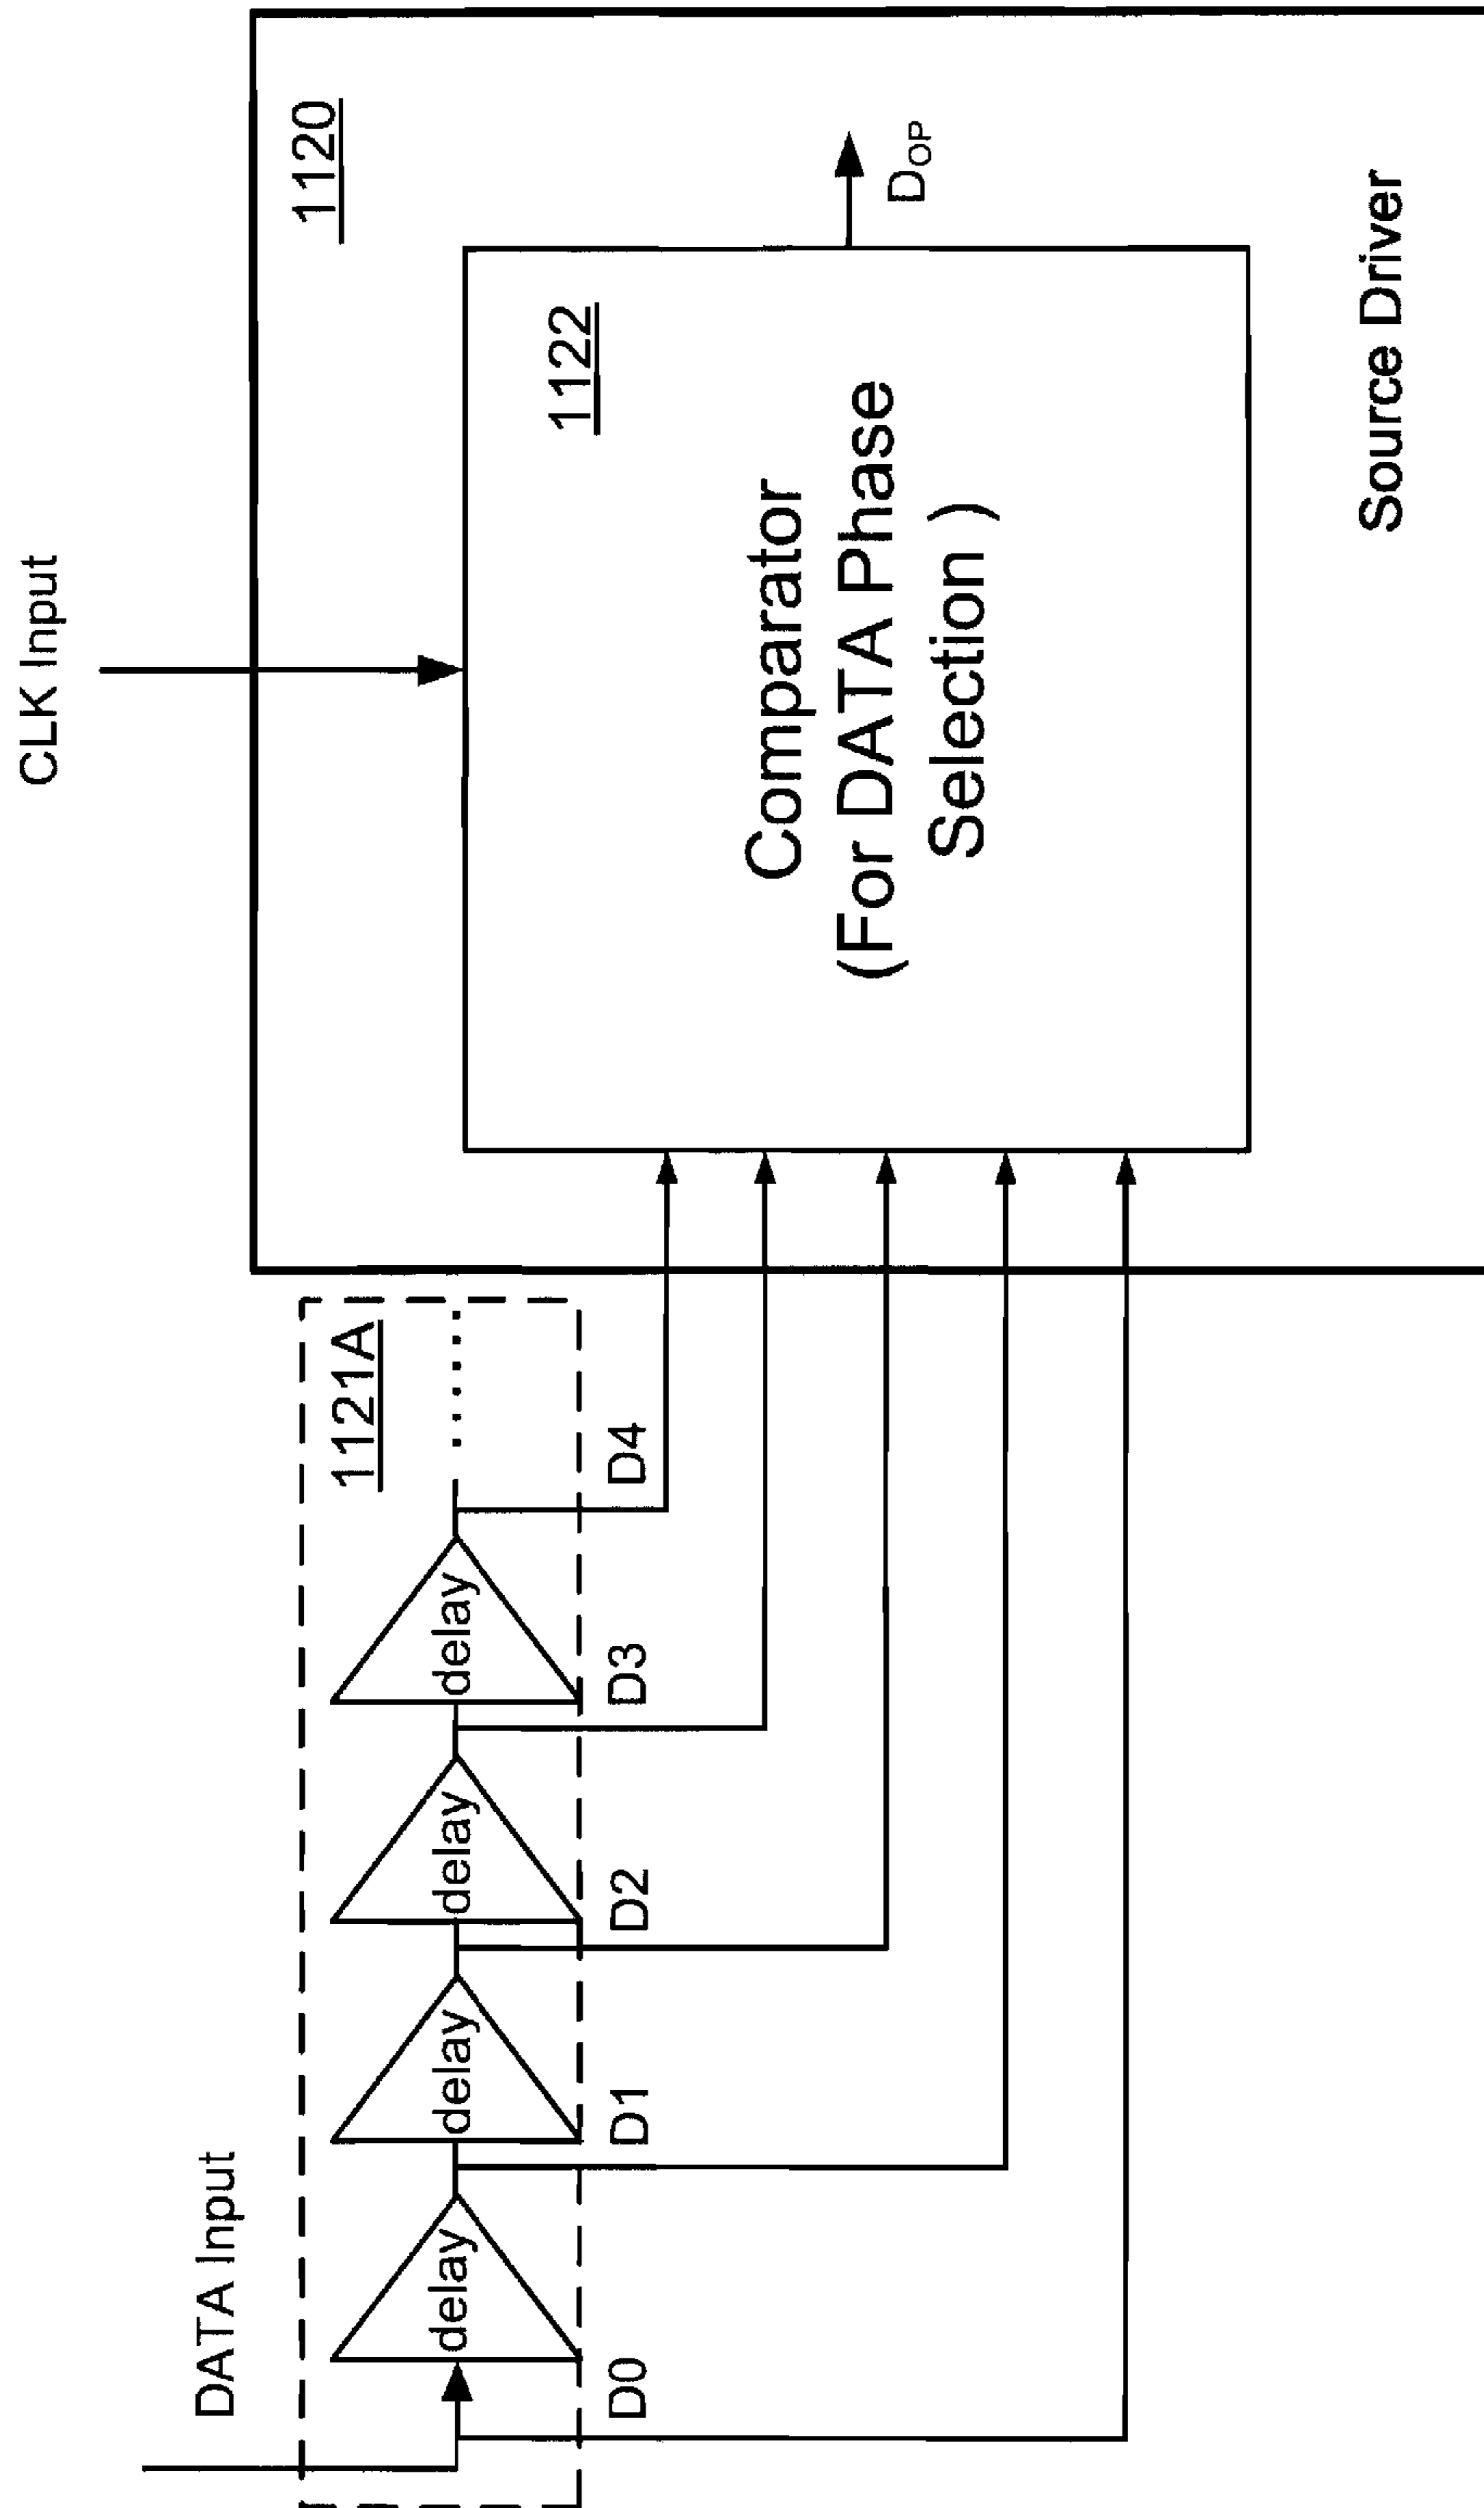 CLK Input
1120
DATA Input
1121A
1122
delay
delay
delay
delay
D0
D1
D2
D3
D4
Comparator
(For DATA Phase
Selection )
DOP
Source Driver